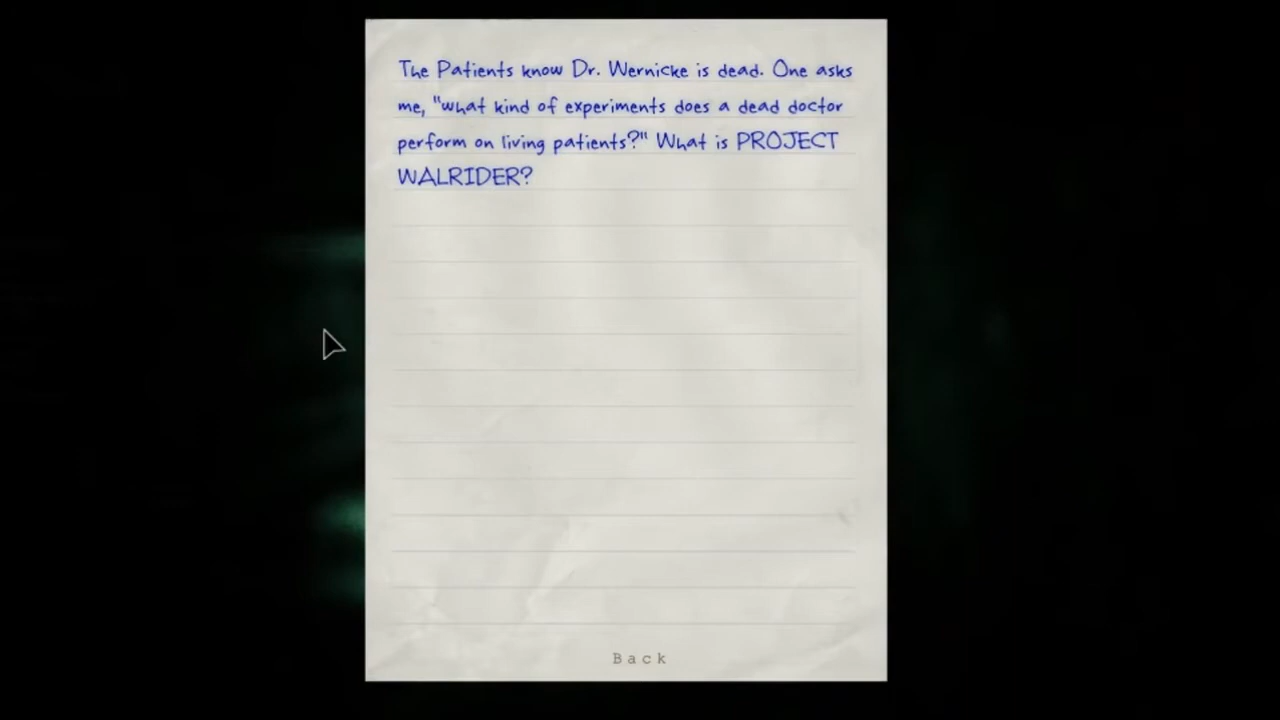 The Patients know Dr. Wernicke is dead. One asks
me, "what kind of experiments does a dead doctor
perform on living patients?" What is PROJECT
WALRIDER?
Back